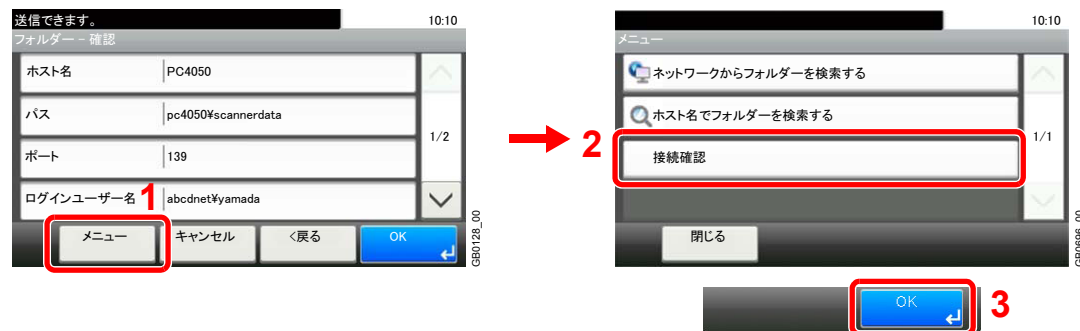 送信できます。
10:10
フォルダー - 確認
ホスト名
PC4050
パス
pc4050¥scannerdata
1/2
ポート
139
ログインユーザー名
1
abcdnet¥yamada
メニュー
キャンセル
<戻る
OK
GB0128_00
2
10:10
メニュー
ネットワークからフォルダーを検索する
ホスト名でフォルダーを検索する
1/1
接続確認
閉じる
GB0696_00
OK
3